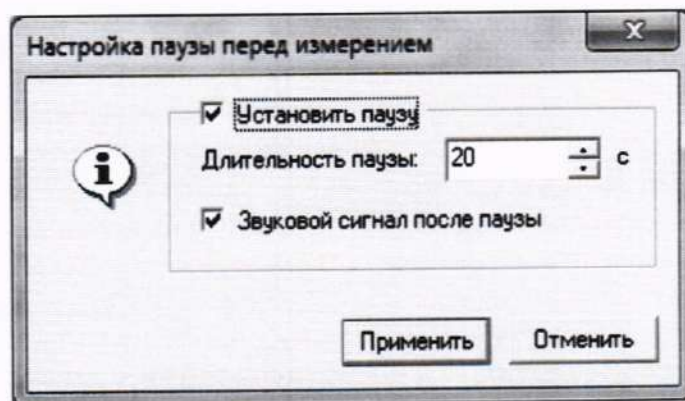 Настройка паузы перед измерением
Установить паузу
Длительность паузы: 20 с
Звуковой сигнал после паузы
Применить Отменить